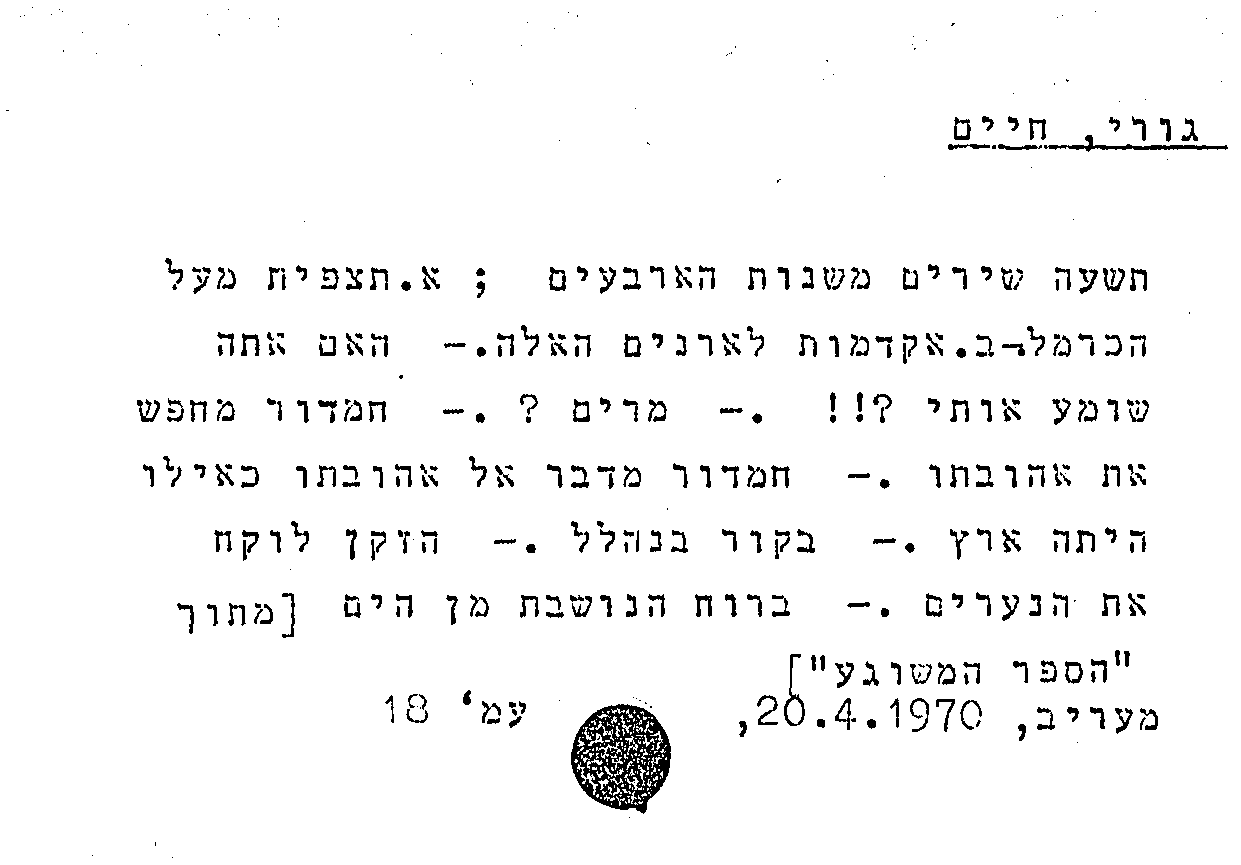 גורי, חיים
תשעה שירים משנות הארבעים ; א.תצפית מעל
הכרמל-ב.אקדמות לארנים האלה.- האם אתה
שומע אותי ?!! .- מרים ? .- חמדור מחפש
את אהובתו .- חמדור מדבר אל אהובתו כאילו
היתה ארץ .- בקור בנהלל .- הזקן לוקח
את הנערים .- ברוח הנושבת מן הים [מתוך
"הספר המשוגע"]
מעריב, 20.4.1970, עמ' 18